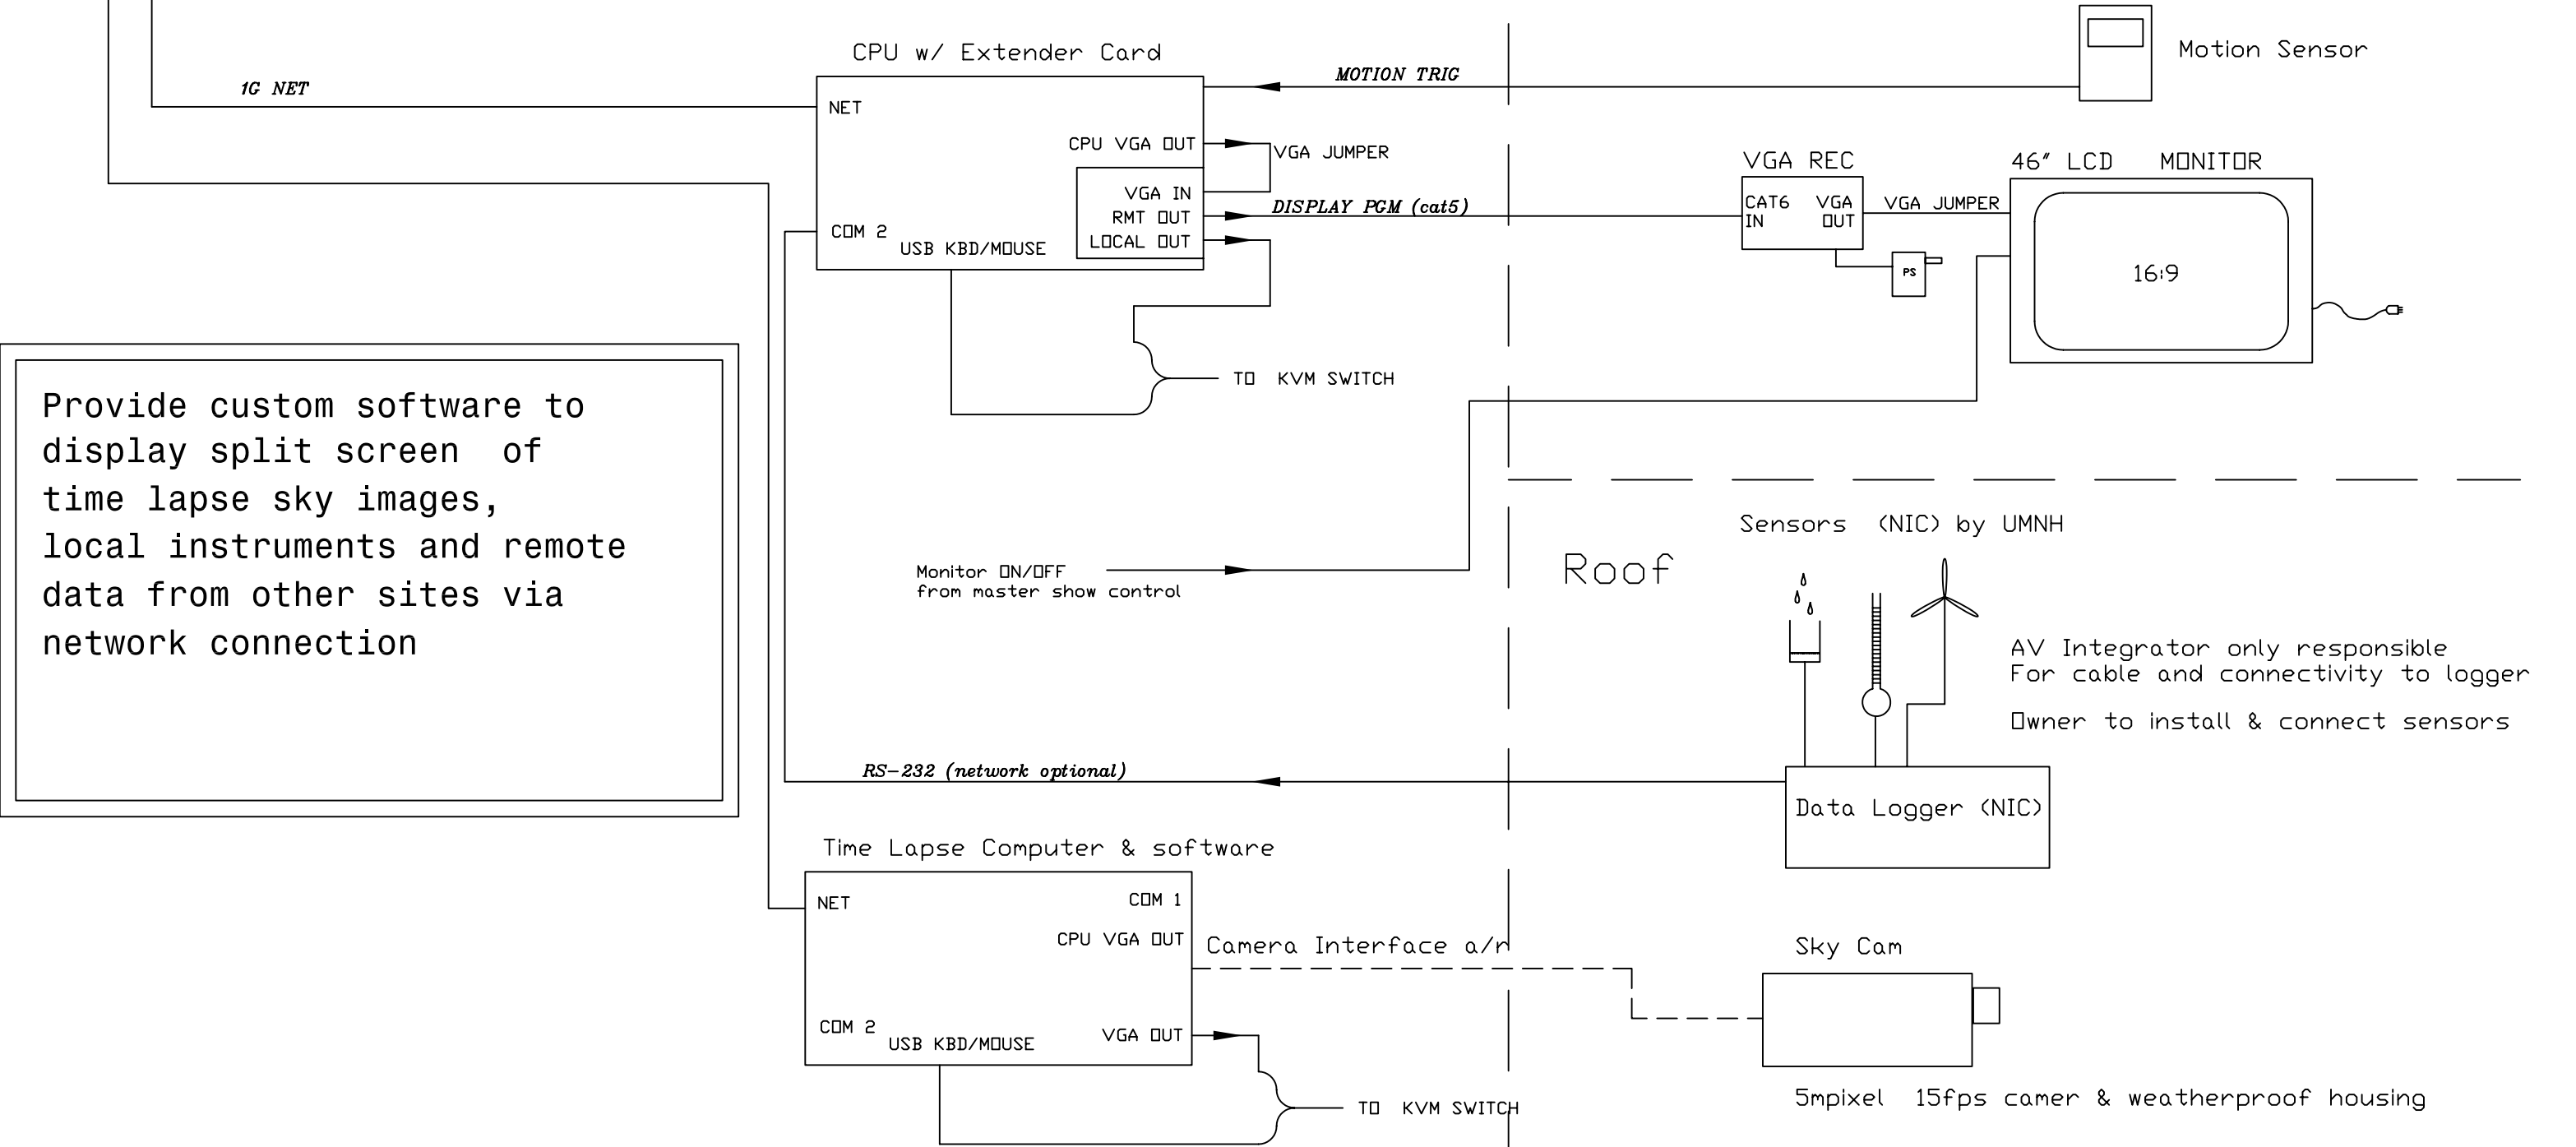 CPU w/ Extender Card
1G NET
MOTION TRIG
Motion Sensor
NET
CPU VGA OUT
VGA JUMPER
VGA IN
RMT OUT
LOCAL OUT
DISPLAY PGM (cat5)
COM 2
USB KBD/MOUSE
VGA REC
CAT6 IN
VGA OUT
VGA JUMPER
PS
46" LCD MONITOR
16:9
TO KVM SWITCH
Provide custom software to
display split screen of
time lapse sky images,
local instruments and remote
data from other sites via
network connection
Monitor ON/OFF
from master show control
Sensors (NIC) by UMNH
Roof
AV Integrator only responsible
For cable and connectivity to logger
Owner to install & connect sensors
RS-232 (network optional)
Data Logger (NIC)
Time Lapse Computer & software
NET
COM 1
CPU VGA OUT
Camera Interface a/r
COM 2
USB KBD/MOUSE
VGA OUT
TO KVM SWITCH
Sky Cam
5mpixel 15fps camer & weatherproof housing